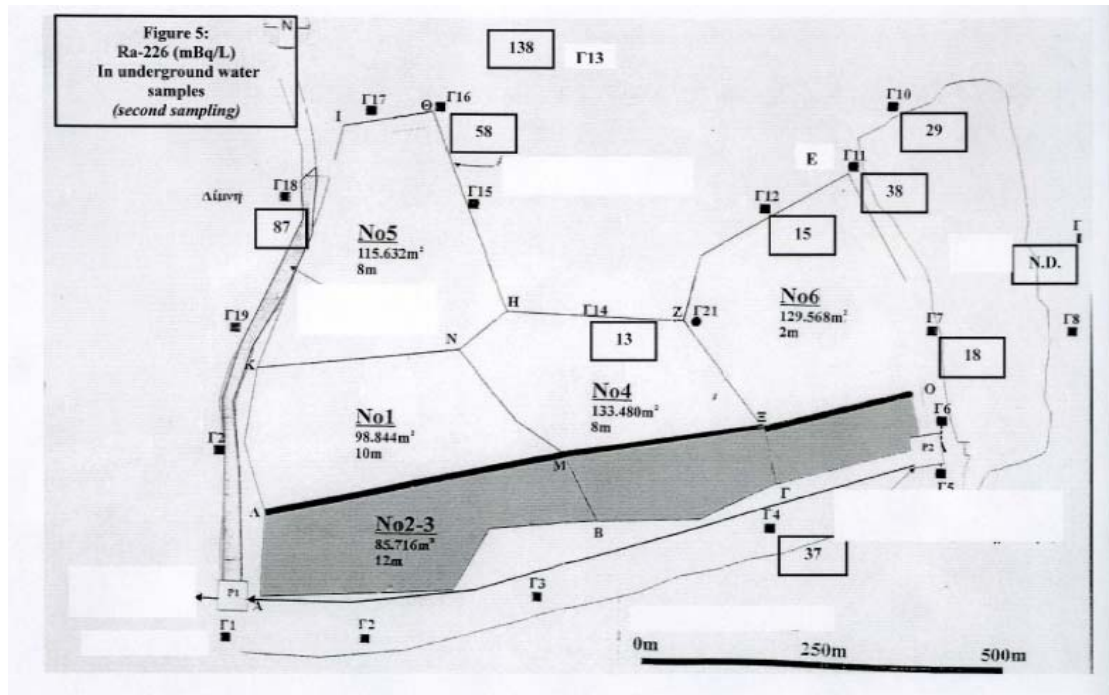 Figure 5:
Ra-226 (mBq/L)
In underground water
samples
(second sampling)
N
138
Γ13
Γ17
Θ
Γ16
Γ10
Ι
58
29
Γ11
Ε
Γ18
Γ15
38
Λίμνη
Γ12
87
15
Γ
No5
115.632m²
8m
N.D.
No6
129.568m²
2m
Η
Γ14
Ζ
Γ21
Γ19
Γ7
Γ8
Ν
13
18
Κ
No4
133.480m²
8m
Ο
No1
98.844m²
10m
Ξ
Γ6
Γ2
P2
Μ
Γ5
Γ
Λ
No2-3
85.716m²
12m
Β
Γ4
37
P1
Α
Γ3
Γ1
Γ2
0m
250m
500m